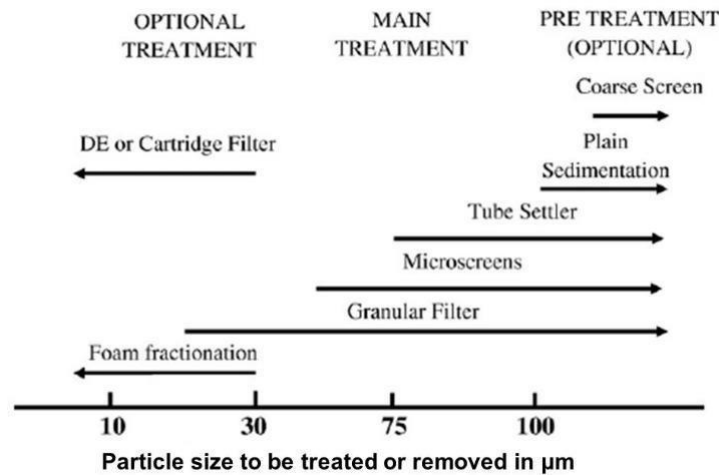 OPTIONAL
TREATMENT
MAIN
TREATMENT
PRE TREATMENT
(OPTIONAL)
Coarse Screen
DE or Cartridge Filter
Plain
Sedimentation
Tube Settler
Microscreens
Granular Filter
Foam fractionation
10 30 75 100
Particle size to be treated or removed in µm